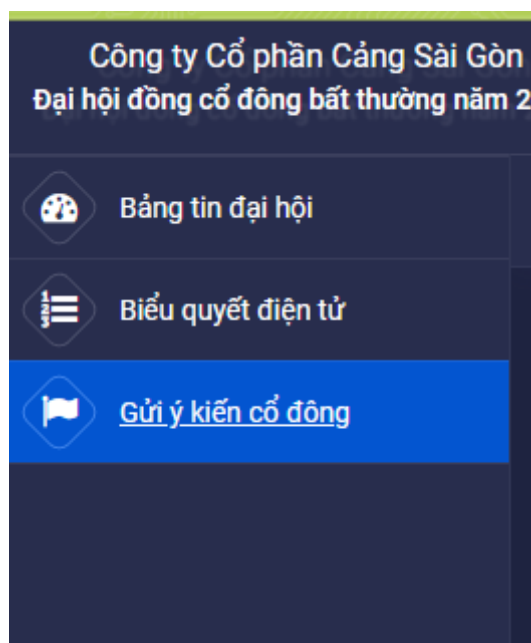 Công ty Cổ phần Cảng Sài Gòn
Đại hội đồng cổ đông bất thường năm 2
Bảng tin đại hội
Biểu quyết điện tử
Gửi ý kiến cổ đông